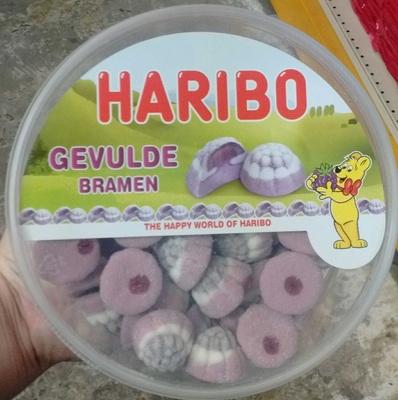 HARIBO
GEVULDE
BRAMEN
THE HAPPY WORLD OF HARIBO